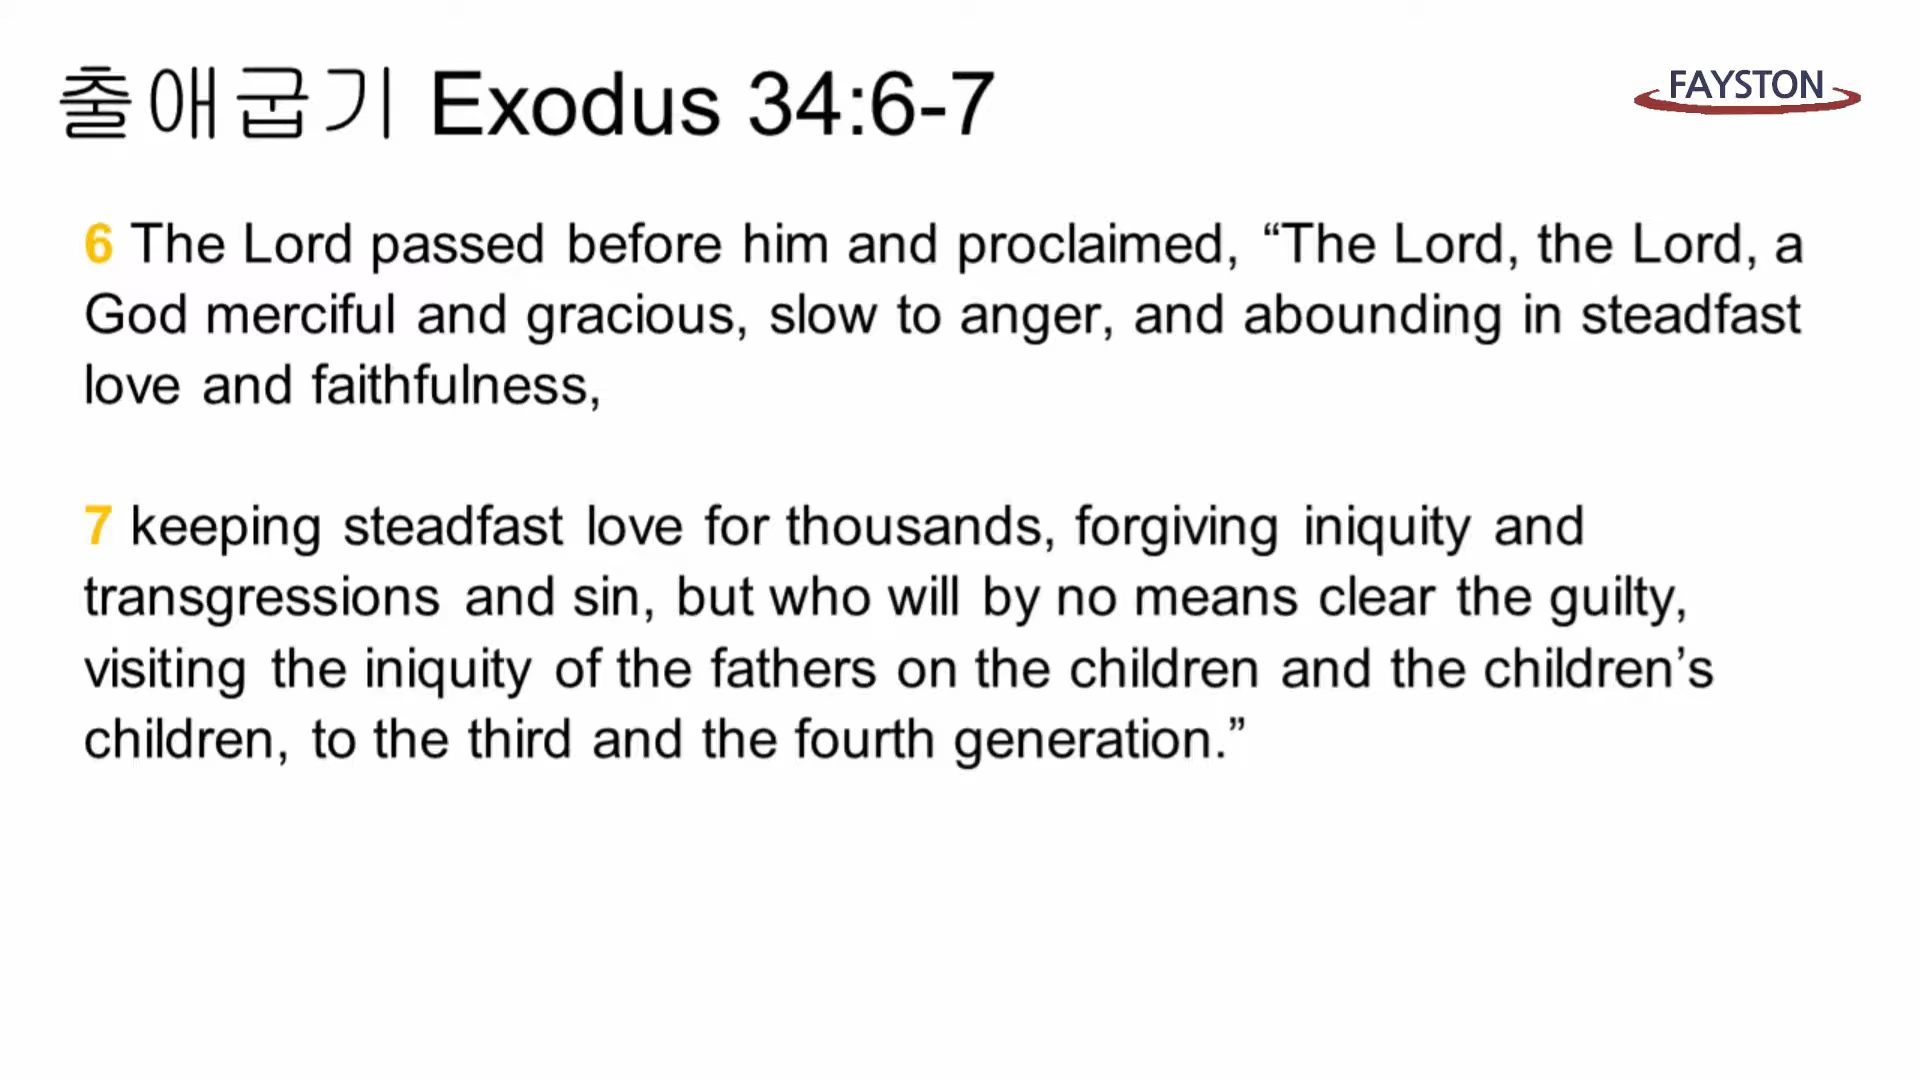 출애굽기 Exodus 34:6-7
FAYSTON
6 The Lord passed before him and proclaimed, “The Lord, the Lord, a
God merciful and gracious, slow to anger, and abounding in steadfast
love and faithfulness,
7 keeping steadfast love for thousands, forgiving iniquity and
transgressions and sin, but who will by no means clear the guilty,
visiting the iniquity of the fathers on the children and the children’s
children, to the third and the fourth generation.”